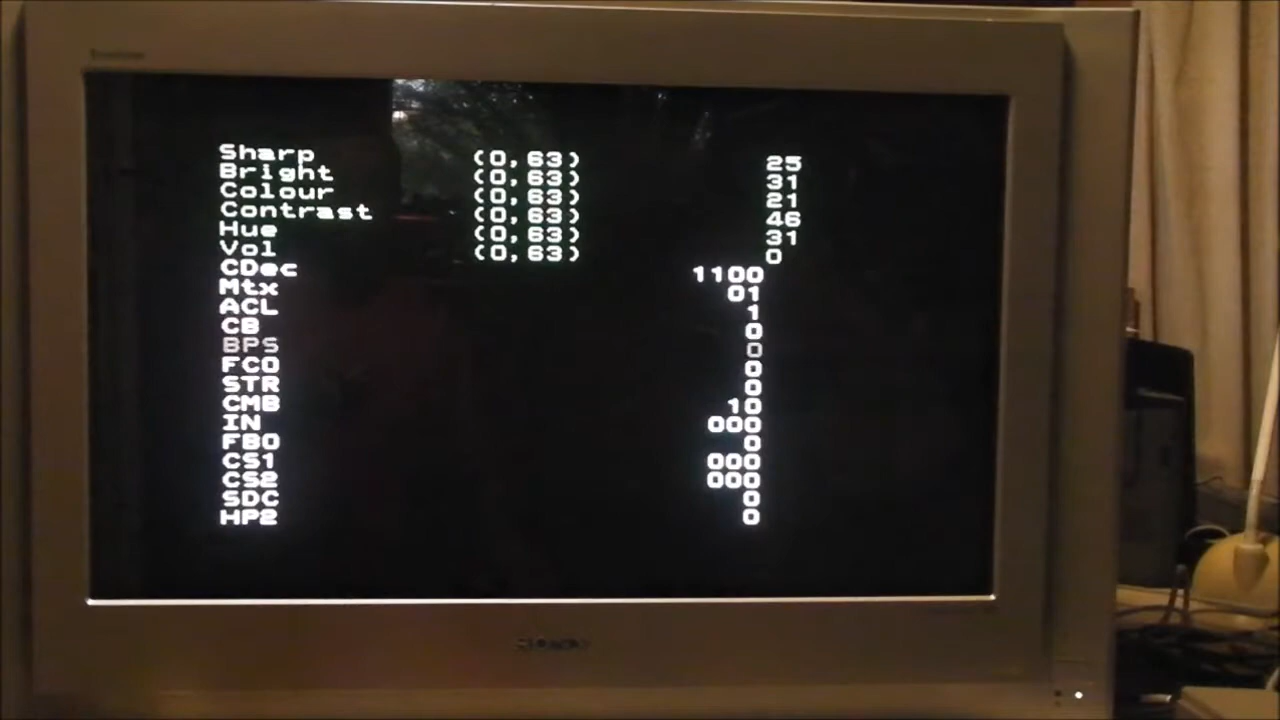 Sharp (0,63) 25
Bright (0,63) 31
Colour (0,63) 21
Contrast (0,63) 46
Hue (0,63) 31
Vol (0,63) 0
CDec 1100
Mtx 01
ACL 1
CB 0
BPS 0
FCO 0
STR 0
CMB 10
IN 000
FBO 0
CS1 000
CS2 000
SDC 0
HP2 0